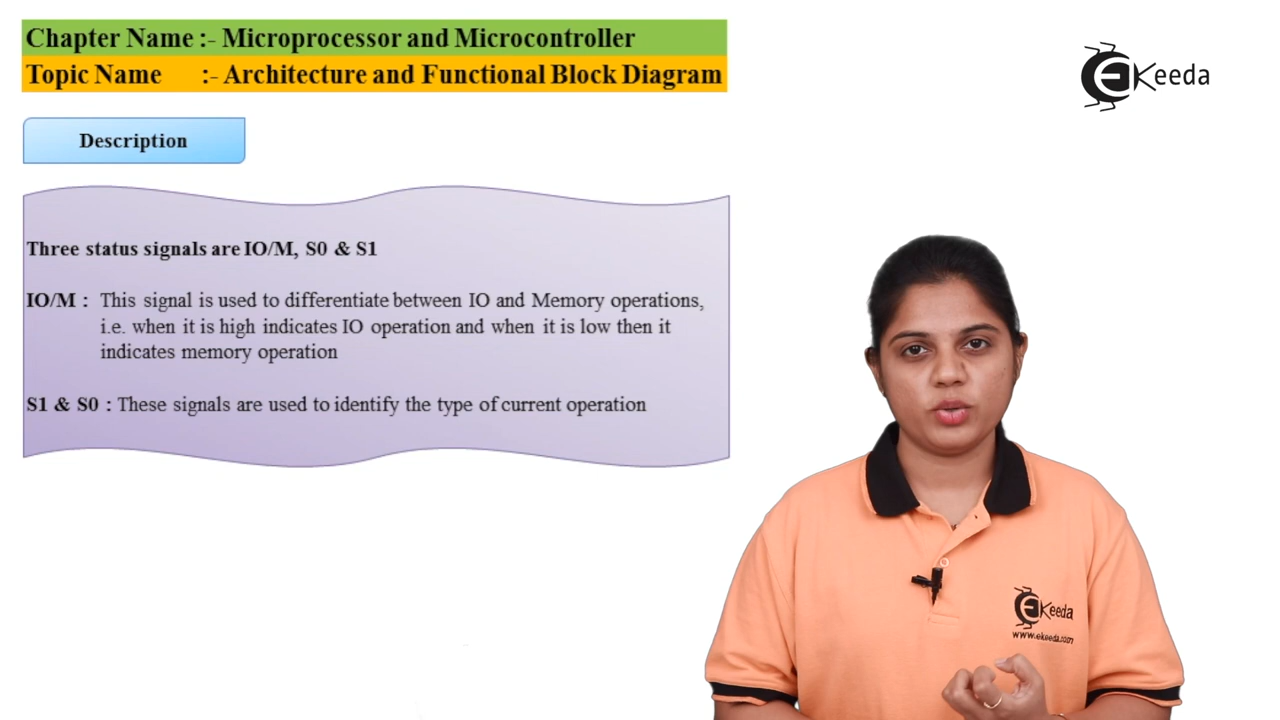 Chapter Name :- Microprocessor and Microcontroller
Topic Name :- Architecture and Functional Block Diagram
Keeda
Description
Three status signals are IO/M, S0 & S1
IO/M : This signal is used to differentiate between IO and Memory operations,
i.e. when it is high indicates IO operation and when it is low then it
indicates memory operation
S1 & S0 : These signals are used to identify the type of current operation
Keeda
www.ekeeda.com